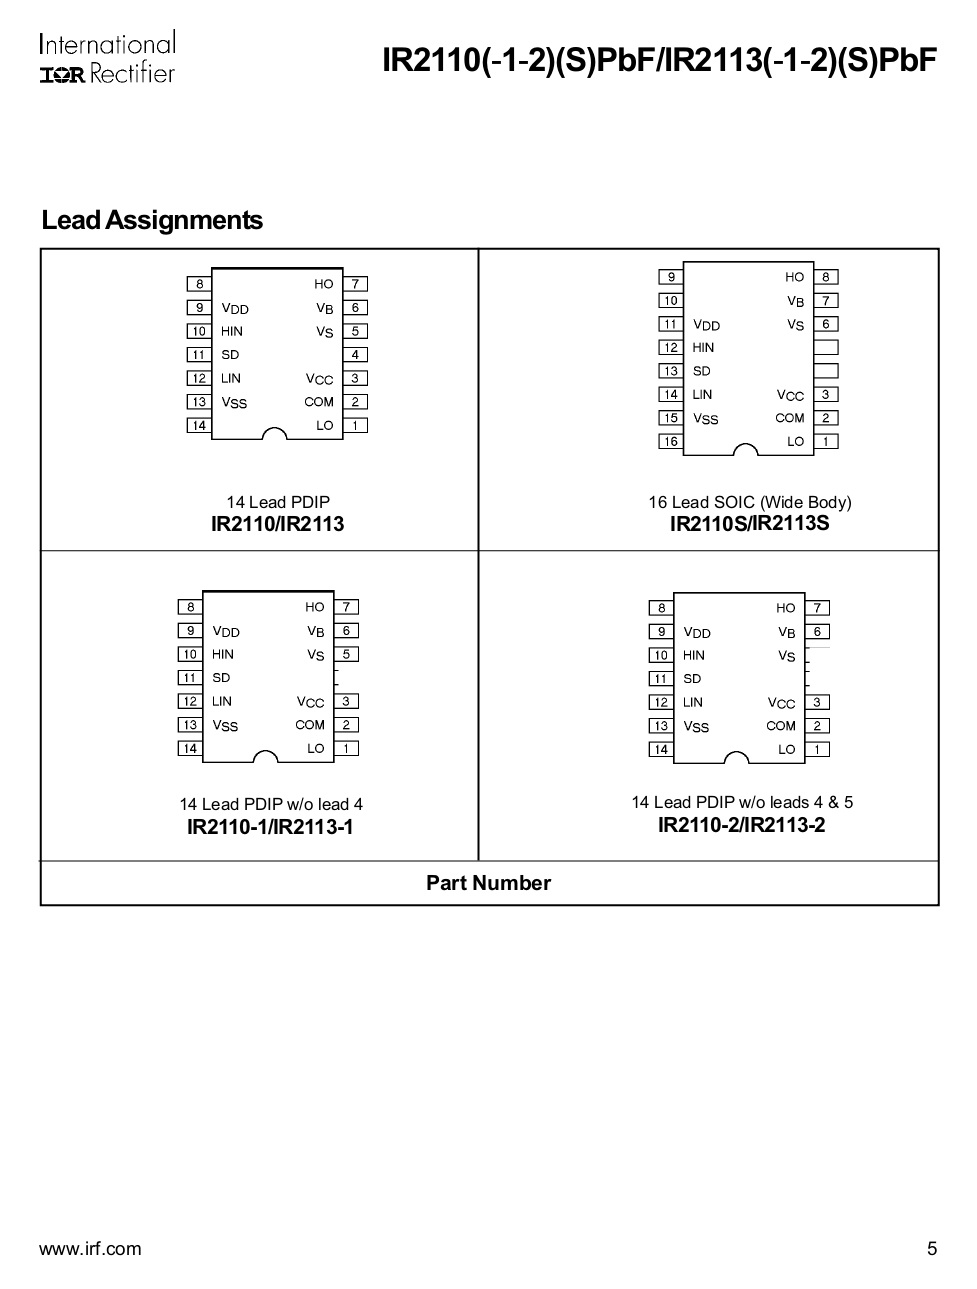 International
IOR Rectifier
IR2110(-1-2)(S)PbF/IR2113(-1-2)(S)PbF
Lead Assignments
8 HO 7
9 VDD VB 6
10 HIN VS 5
11 SD 4
12 LIN VCC 3
13 VSS COM 2
14 LO 1
14 Lead PDIP
IR2110/IR2113
9 HO 8
10 VB 7
11 VDD VS 6
12 HIN
13 SD
14 LIN VCC 3
15 VSS COM 2
16 LO 1
16 Lead SOIC (Wide Body)
IR2110S/IR2113S
8 HO 7
9 VDD VB 6
10 HIN VS 5
11 SD
12 LIN VCC 3
13 VSS COM 2
14 LO 1
14 Lead PDIP w/o lead 4
IR2110-1/IR2113-1
8 HO 7
9 VDD VB 6
10 HIN VS
11 SD
12 LIN VCC 3
13 VSS COM 2
14 LO 1
14 Lead PDIP w/o leads 4 & 5
IR2110-2/IR2113-2
Part Number
www.irf.com 5